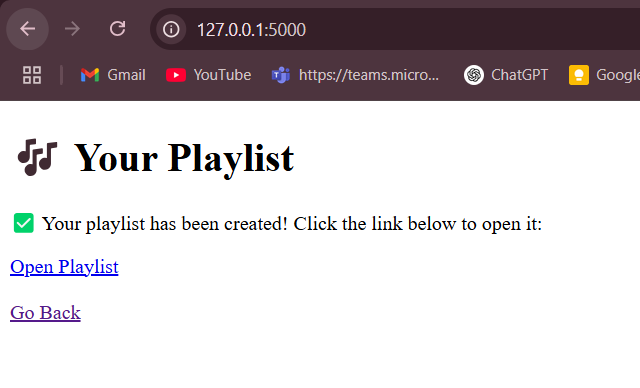 127.0.0.1:5000
Gmail YouTube https://teams.micro... ChatGPT Google
🎶 Your Playlist
✅ Your playlist has been created! Click the link below to open it:
Open Playlist
Go Back